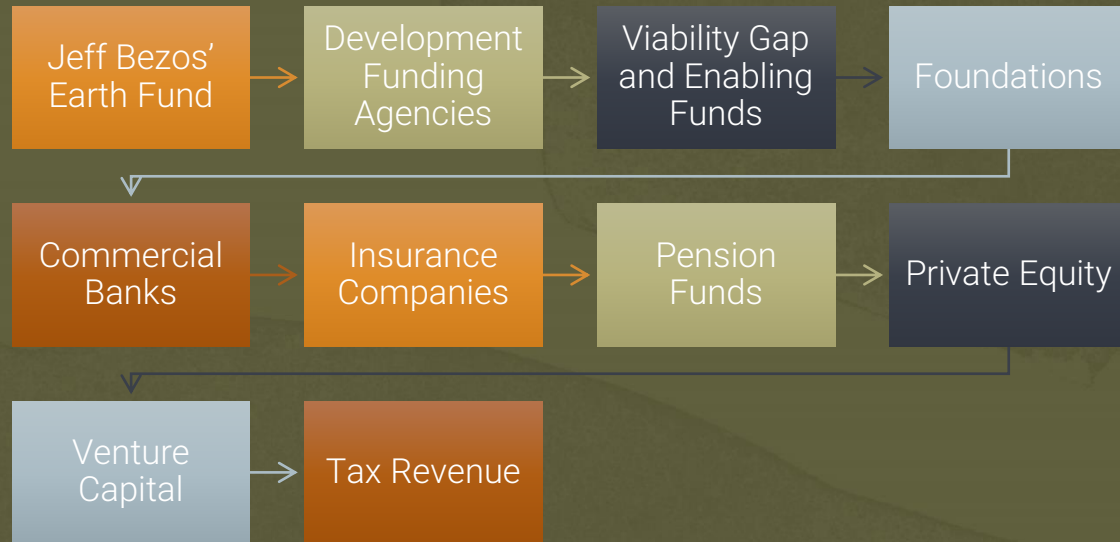 Jeff Bezos’
Earth Fund
Development
Funding
Agencies
Viability Gap
and Enabling
Funds
Foundations
Commercial
Banks
Insurance
Companies
Pension
Funds
Private Equity
Venture
Capital
Tax Revenue